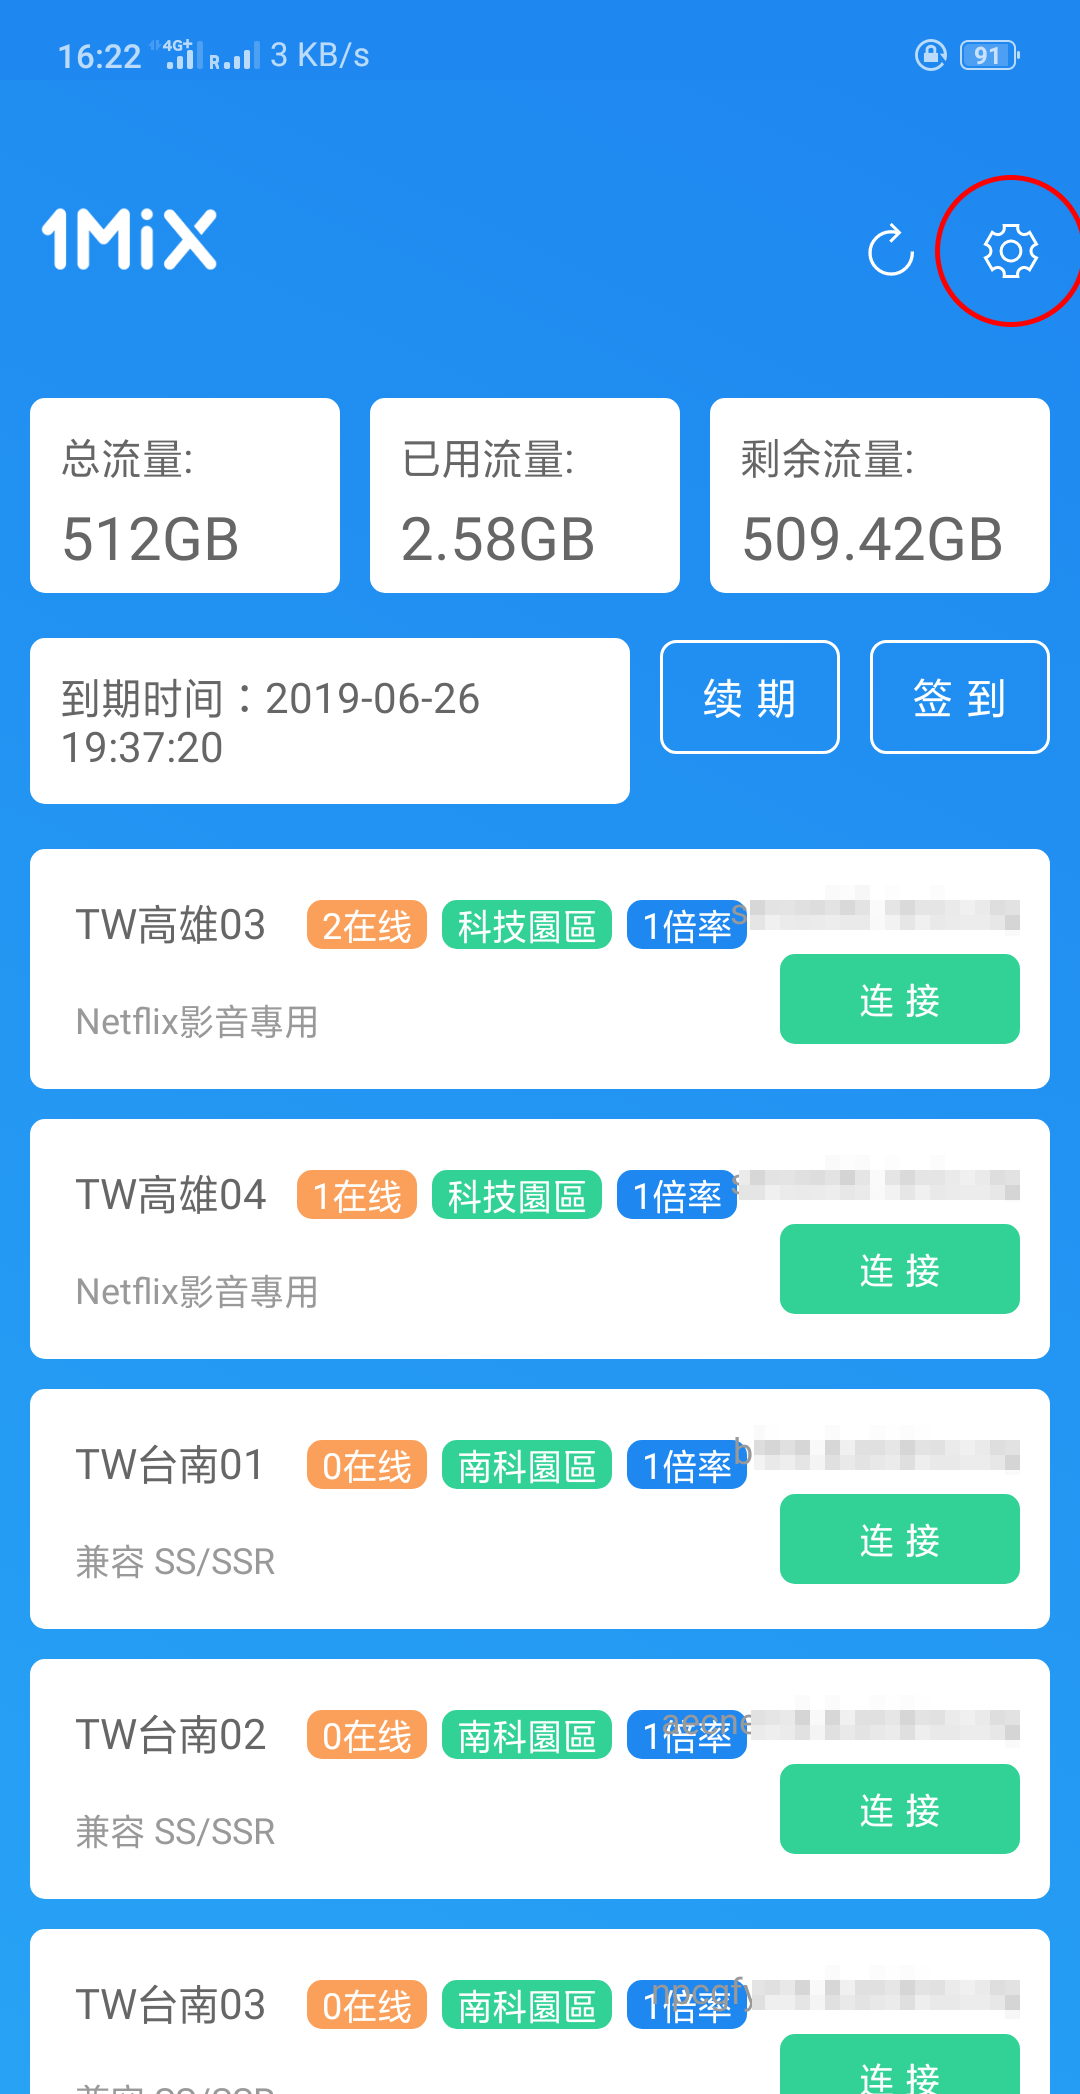 16:22 4G+ R 3 KB/s 91
1MiX
总流量: 已用流量: 剩余流量:
512GB 2.58GB 509.42GB
到期时间：2019-06-26
19:37:20
续 期 签 到
TW高雄03 2在线 科技園區 1倍率 s
连 接
Netflix影音專用
TW高雄04 1在线 科技園區 1倍率
连 接
Netflix影音專用
TW台南01 0在线 南科園區 1倍率 b
连 接
兼容 SS/SSR
TW台南02 0在线 南科園區 1倍率
连 接
兼容 SS/SSR
TW台南03 0在线 南科園區 1倍率 npcgfy
连 接
兼容 SS/SSR